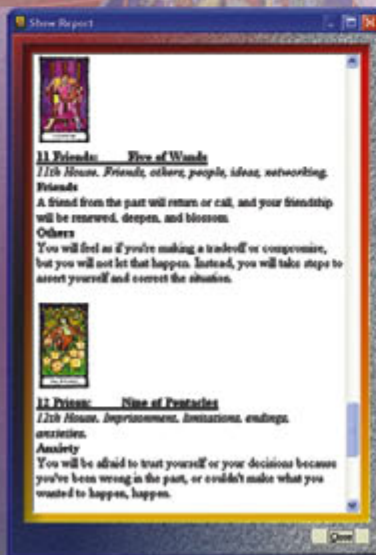 Show Report
11 Friends: Five of Wands
11th House. Friends, others, people, ideas, networking.
Friends
A friend from the past will return or call, and your friendship
will be renewed, deepen, and blossom.
Others
You will feel as if you're making a tradeoff or compromise,
but you will not let that happen. Instead, you will take steps to
assert yourself and correct the situation.
12 Prison: Nine of Pentacles
12th House. Imprisonment, limitations, endings,
anxieties.
Anxiety
You will be afraid to trust yourself or your decisions because
you've been wrong in the past, or couldn't make what you
wanted to happen, happen.
Close